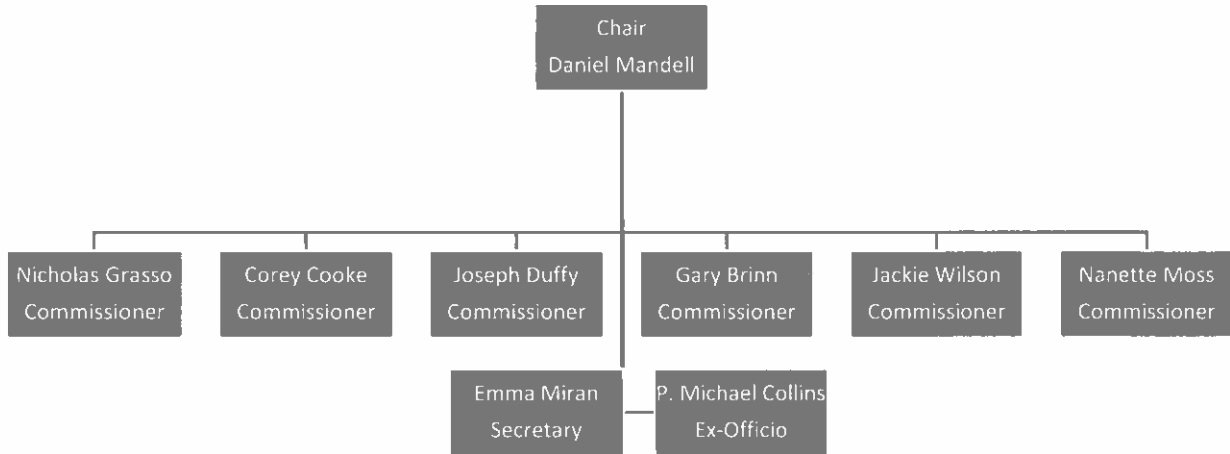 Chair
Daniel Mandell
Nicholas Grasso
Commissioner
Corey Cooke
Commissioner
Joseph Duffy
Commissioner
Gary Brinn
Commissioner
Jackie Wilson
Commissioner
Nanette Moss
Commissioner
Emma Miran
Secretary
P. Michael Collins
Ex-Officio